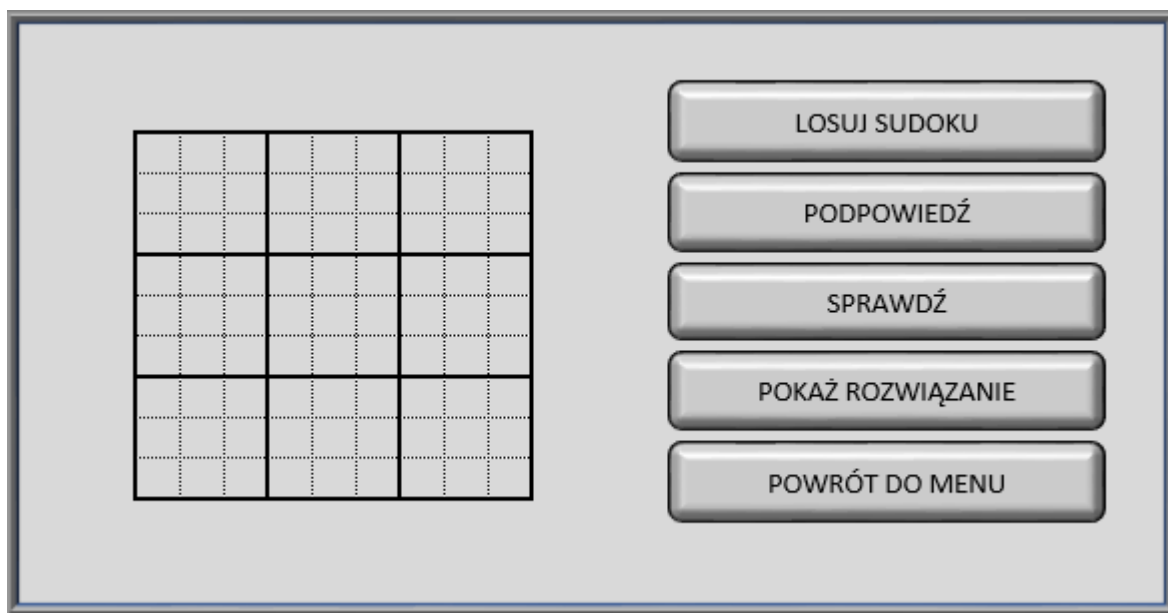 LOSUJ SUDOKU
PODPOWIEDŹ
SPRAWDŹ
POKAŻ ROZWIĄZANIE
POWRÓT DO MENU